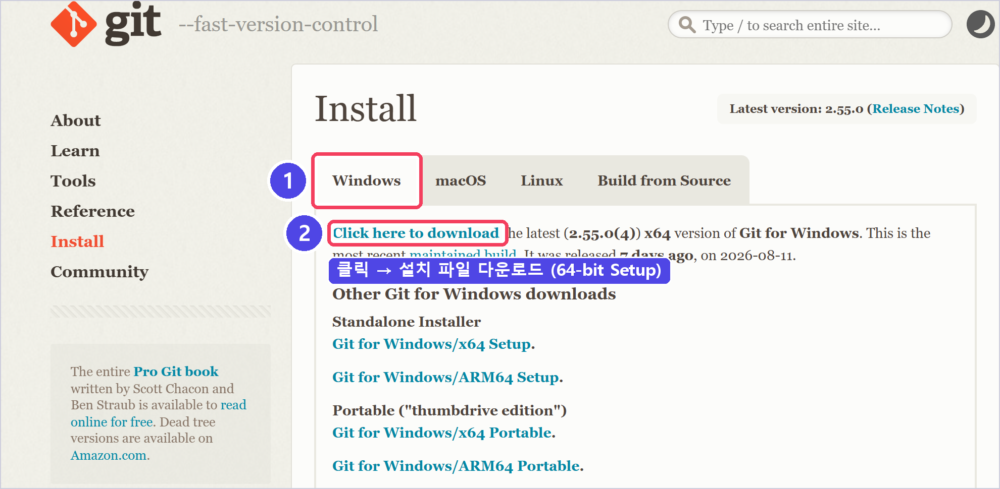 git --fast-version-control
Type / to search entire site...
About
Learn
Tools
Reference
Install
Community
The entire Pro Git book
written by Scott Chacon and
Ben Straub is available to read
online for free. Dead tree
versions are available on
Amazon.com.
Install
Latest version: 2.55.0 (Release Notes)
1
Windows
macOS
Linux
Build from Source
2
Click here to download he latest (2.55.0(4)) x64 version of Git for Windows. This is the
most recent maintained build. It was released 7 days ago, on 2026-08-11.
클릭 → 설치 파일 다운로드 (64-bit Setup)
Other Git for Windows downloads
Standalone Installer
Git for Windows/x64 Setup.
Git for Windows/ARM64 Setup.
Portable ("thumbdrive edition")
Git for Windows/x64 Portable.
Git for Windows/ARM64 Portable.